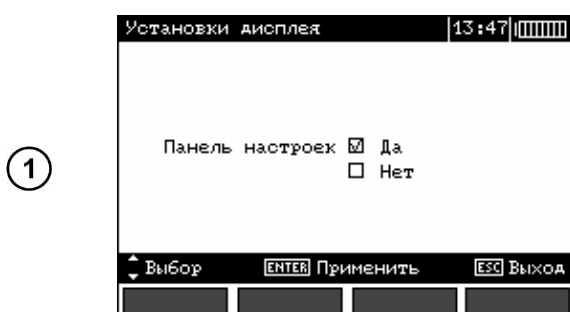 Установки дисплея 13:47
1
Панель настроек Да
Нет
Выбор ENTER Применить ESC Выход